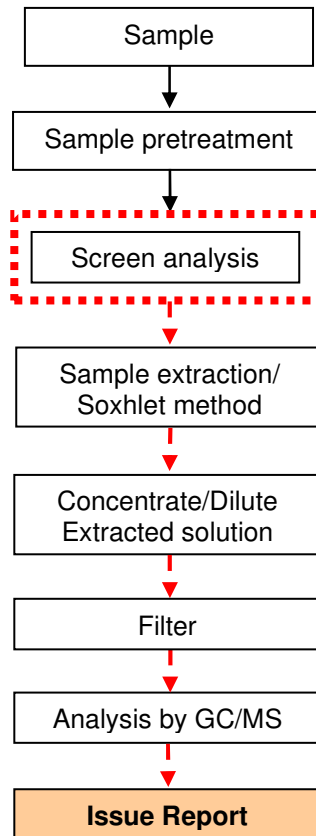 Sample
Sample pretreatment
Screen analysis
Sample extraction/
Soxhlet method
Concentrate/Dilute
Extracted solution
Filter
Analysis by GC/MS
Issue Report